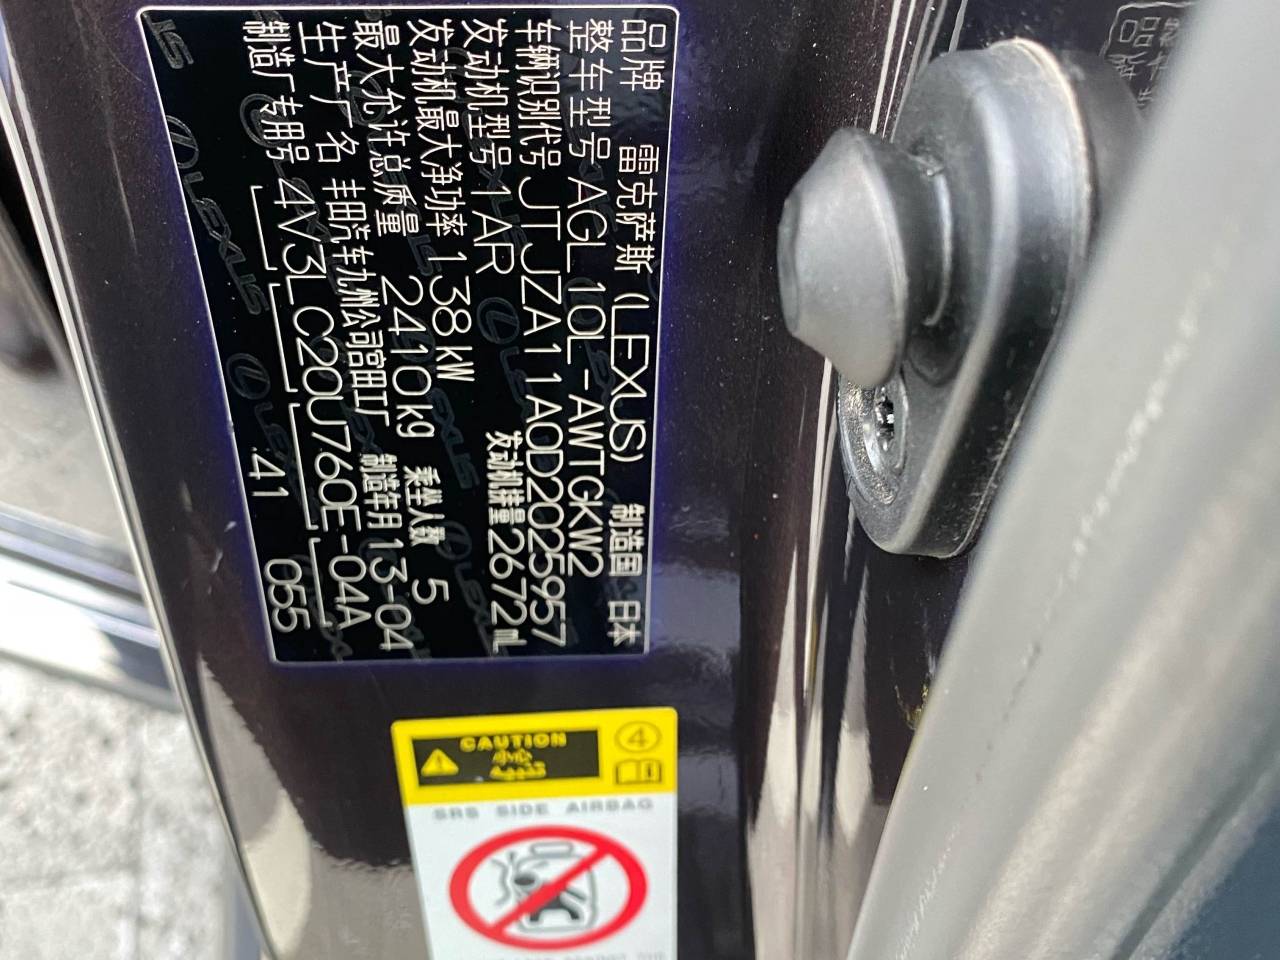 品牌 雷克萨斯 (LEXUS) 制造国 日本
整车型号 AGL10L-AWTGKW2
车辆识别代号 JTJZA11A0D2025957
发动机型号 1AR 发动机排量 2672 ml
发动机最大净功率 138 kW
最大允许总质量 2410kg 乘坐人数 5
生产厂名 丰田汽车九州公司宫田工厂 制造年月 13-04
制造厂专用号 4V3LC20U760E-04A
41 055
CAUTION
小心
4
SRS SIDE AIRBAG